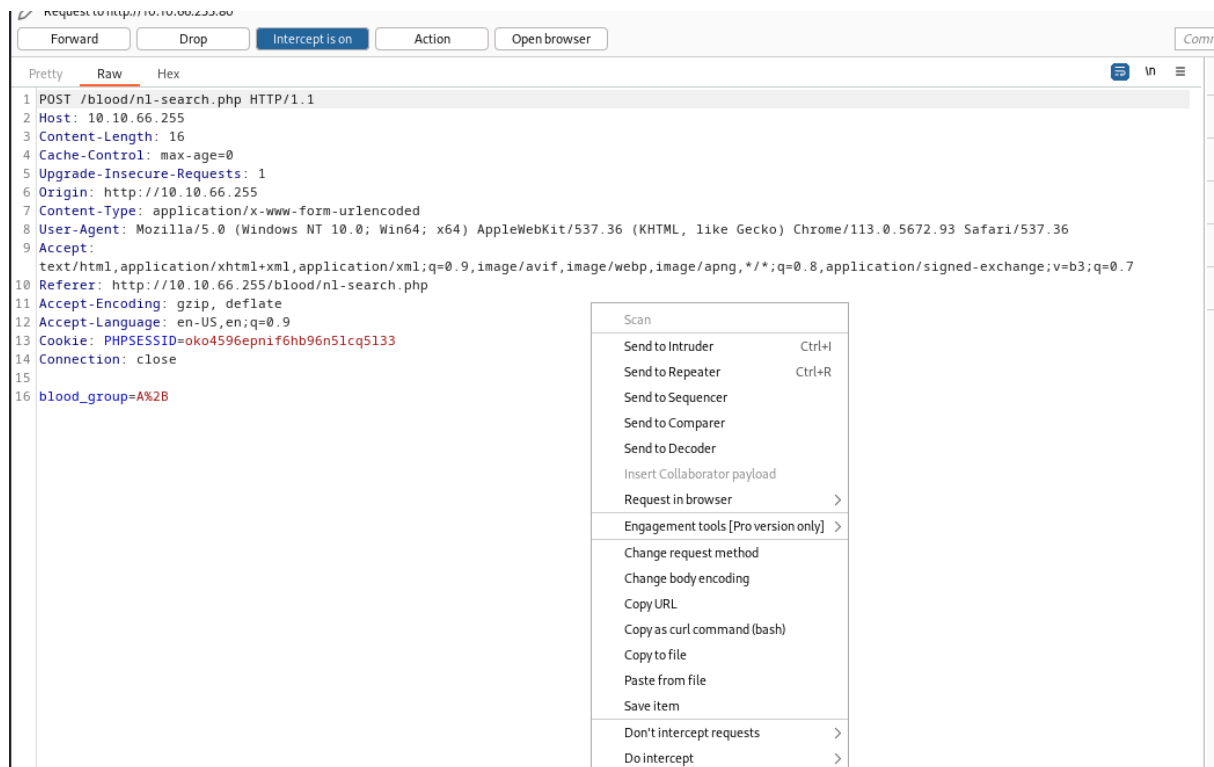 Request to http://10.10.66.255:80
Forward Drop Intercept is on Action Open browser Comm
Pretty Raw Hex \n ≡
1 POST /blood/nl-search.php HTTP/1.1
2 Host: 10.10.66.255
3 Content-Length: 16
4 Cache-Control: max-age=0
5 Upgrade-Insecure-Requests: 1
6 Origin: http://10.10.66.255
7 Content-Type: application/x-www-form-urlencoded
8 User-Agent: Mozilla/5.0 (Windows NT 10.0; Win64; x64) AppleWebKit/537.36 (KHTML, like Gecko) Chrome/113.0.5672.93 Safari/537.36
9 Accept:
text/html,application/xhtml+xml,application/xml;q=0.9,image/avif,image/webp,image/apng,*/*;q=0.8,application/signed-exchange;v=b3;q=0.7
10 Referer: http://10.10.66.255/blood/nl-search.php
11 Accept-Encoding: gzip, deflate
12 Accept-Language: en-US,en;q=0.9
13 Cookie: PHPSESSID=oko4596epnif6hb96n5lcq5l33
14 Connection: close
15
16 blood_group=A%2B
Scan
Send to Intruder Ctrl+I
Send to Repeater Ctrl+R
Send to Sequencer
Send to Comparer
Send to Decoder
Insert Collaborator payload
Request in browser >
Engagement tools [Pro version only] >
Change request method
Change body encoding
Copy URL
Copy as curl command (bash)
Copy to file
Paste from file
Save item
Don't intercept requests >
Do intercept >